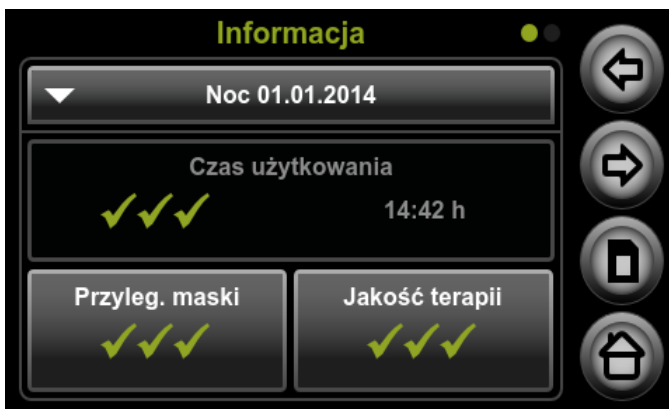 Informacja
Noc 01.01.2014
Czas użytkowania
14:42 h
Przyleg. maski
Jakość terapii